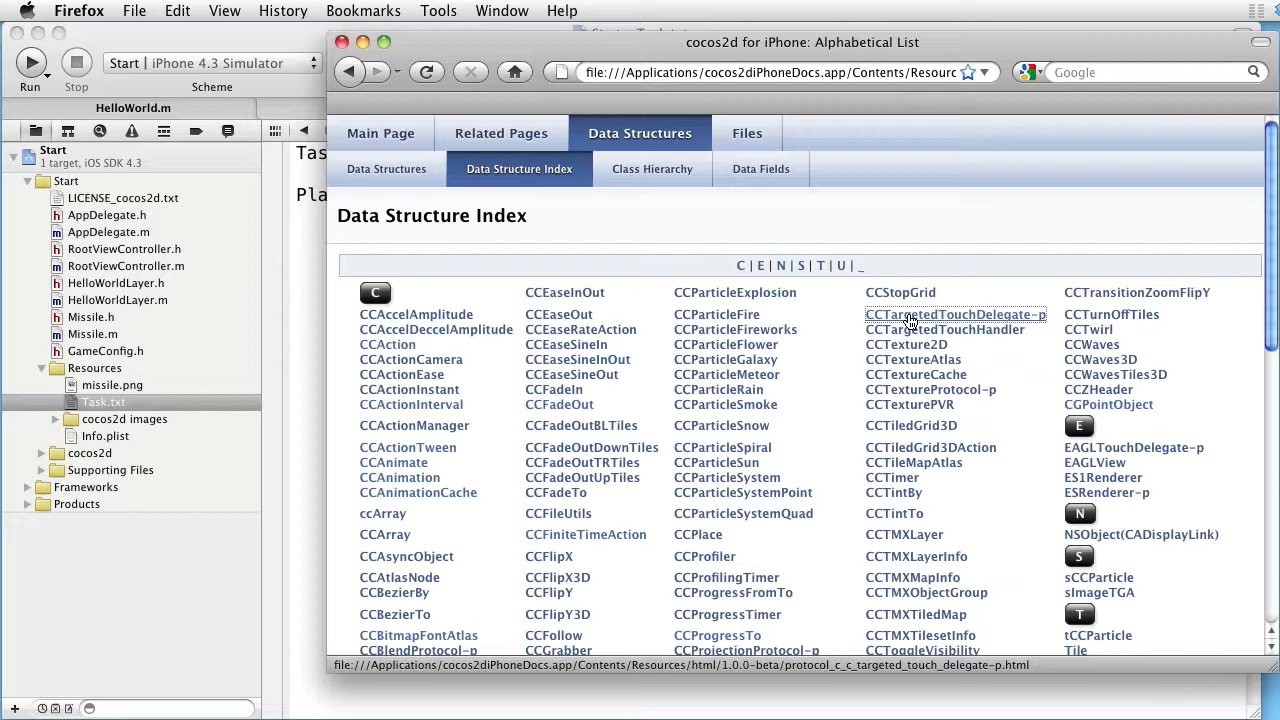 Firefox File Edit View History Bookmarks Tools Window Help
cocos2d for iPhone: Alphabetical List
Start | iPhone 4.3 Simulator
file:///Applications/cocos2diPhoneDocs.app/Contents/Resourc
Google
Run Stop Scheme
HelloWorld.m
Start
1 target, iOS SDK 4.3
Start
LICENSE_cocos2d.txt
AppDelegate.h
AppDelegate.m
RootViewController.h
RootViewController.m
HelloWorldLayer.h
HelloWorldLayer.m
Missile.h
Missile.m
GameConfig.h
Resources
missile.png
Task.txt
cocos2d images
Info.plist
cocos2d
Supporting Files
Frameworks
Products
Tas
Pla
Main Page Related Pages Data Structures Files
Data Structures Data Structure Index Class Hierarchy Data Fields
Data Structure Index
C | E | N | S | T | U | _
C CCEaseInOut CCParticleExplosion CCStopGrid CCTransitionZoomFlipY
CCAccelAmplitude CCEaseOut CCParticleFire CCTargetedTouchDelegate-p CCTurnOffTiles
CCAccelDeccelAmplitude CCEaseRateAction CCParticleFireworks CCTargetedTouchHandler CCTwirl
CCAction CCEaseSineIn CCParticleFlower CCTexture2D CCWaves
CCActionCamera CCEaseSineInOut CCParticleGalaxy CCTextureAtlas CCWaves3D
CCActionEase CCEaseSineOut CCParticleMeteor CCTextureCache CCWavesTiles3D
CCActionInstant CCFadeIn CCParticleRain CCTextureProtocol-p CCZHeader
CCActionInterval CCFadeOut CCParticleSmoke CCTexturePVR CGPointObject
CCActionManager CCFadeOutBLTiles CCParticleSnow CCTiledGrid3D E
CCActionTween CCFadeOutDownTiles CCParticleSpiral CCTiledGrid3DAction EAGLTouchDelegate-p
CCAnimate CCFadeOutTRTiles CCParticleSun CCTileMapAtlas EAGLView
CCAnimation CCFadeOutUpTiles CCParticleSystem CCTimer ES1Renderer
CCAnimationCache CCFadeTo CCParticleSystemPoint CCTintBy ESRenderer-p
ccArray CCFileUtils CCParticleSystemQuad CCTintTo N
CCArray CCFiniteTimeAction CCPlace CCTMXLayer NSObject(CADisplayLink)
CCAsyncObject CCFlipX CCProfiler CCTMXLayerInfo S
CCAtlasNode CCFlipX3D CCProfilingTimer CCTMXMapInfo sCCParticle
CCBezierBy CCFlipY CCProgressFromTo CCTMXObjectGroup sImageTGA
CCBezierTo CCFlipY3D CCProgressTimer CCTMXTiledMap T
CCBitmapFontAtlas CCFollow CCProgressTo CCTMXTilesetInfo tCCParticle
CCBlendProtocol-p CCGrabber CCProjectionProtocol-p CCToggleVisibility Tile
file:///Applications/cocos2diPhoneDocs.app/Contents/Resources/html/1.0.0-beta/protocol_c_c_targeted_touch_delegate-p.html